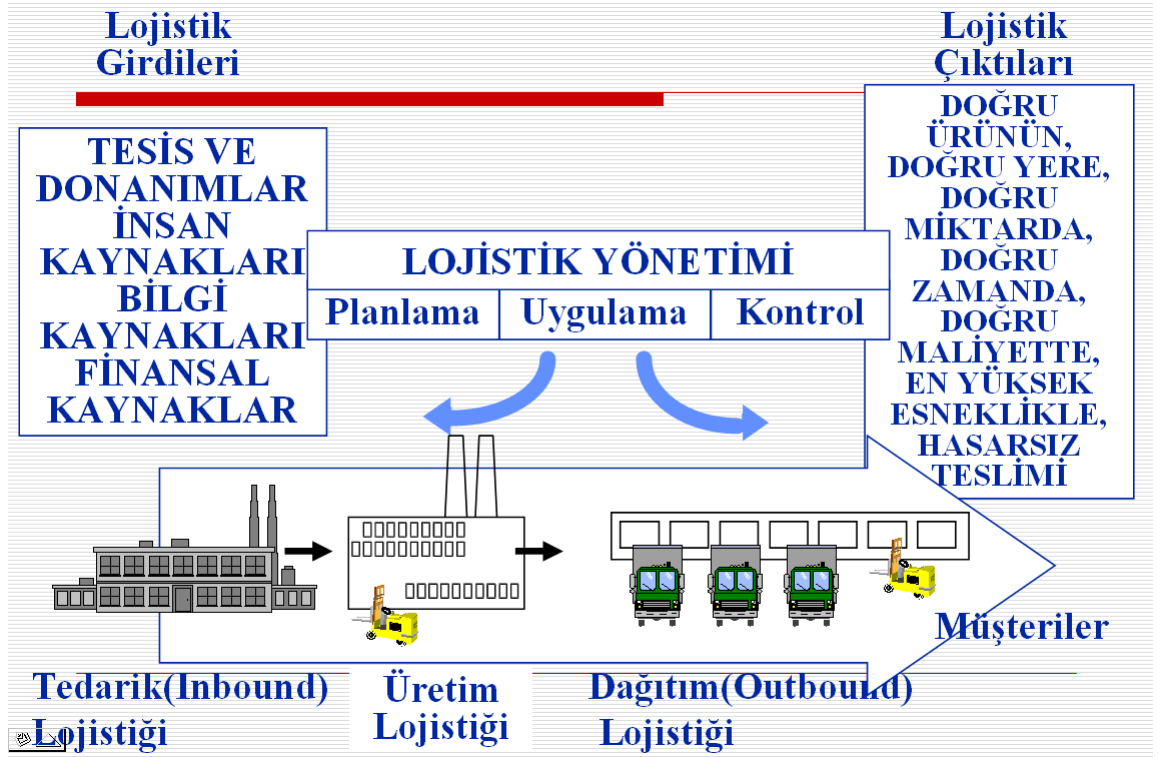 Lojistik
Girdileri
Lojistik
Çıktıları
TESİS VE
DONANIMLAR
İNSAN
KAYNAKLARI
BİLGİ
KAYNAKLARI
FİNANSAL
KAYNAKLAR
LOJİSTİK YÖNETİMİ
Planlama Uygulama Kontrol
DOĞRU
ÜRÜNÜN,
DOĞRU YERE,
DOĞRU
MİKTARDA,
DOĞRU
ZAMANDA,
DOĞRU
MALİYETTE,
EN YÜKSEK
ESNEKLİKLE,
HASARSIZ
TESLİMİ
Müşteriler
Tedarik(Inbound)
Lojistiği
Üretim
Lojistiği
Dağıtım(Outbound)
Lojistiği